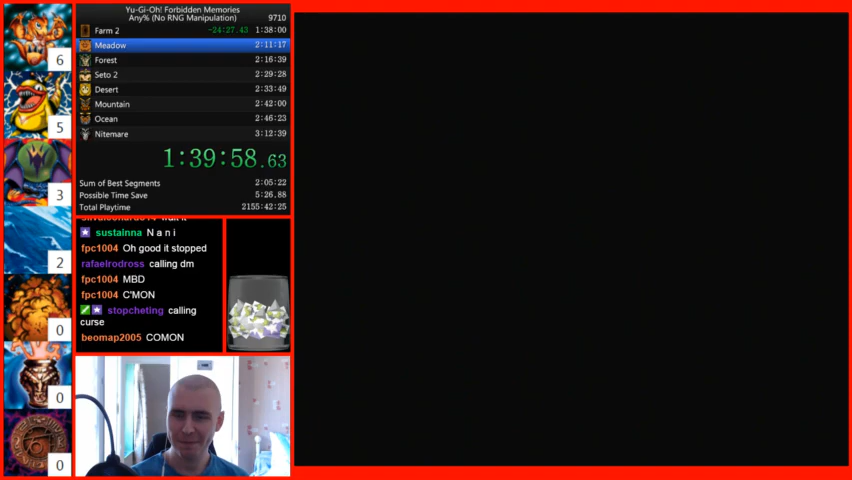 Yu-Gi-Oh! Forbidden Memories
Any% (No RNG Manipulation) 9710
Farm 2 -24:27.43 1:38:00
Meadow 2:11:17
Forest 2:16:39
Seto 2 2:29:28
Desert 2:33:49
Mountain 2:42:00
Ocean 2:46:23
Nitemare 3:12:39
1:39:58.63
Sum of Best Segments 2:05:22
Possible Time Save 5:26.88
Total Playtime 2155:42:25
sustainna N a n i
fpc1004 Oh good it stopped
rafaelrodross calling dm
fpc1004 MBD
fpc1004 C'MON
stopcheting calling
curse
beomap2005 COMON
6
5
3
2
0
0
0